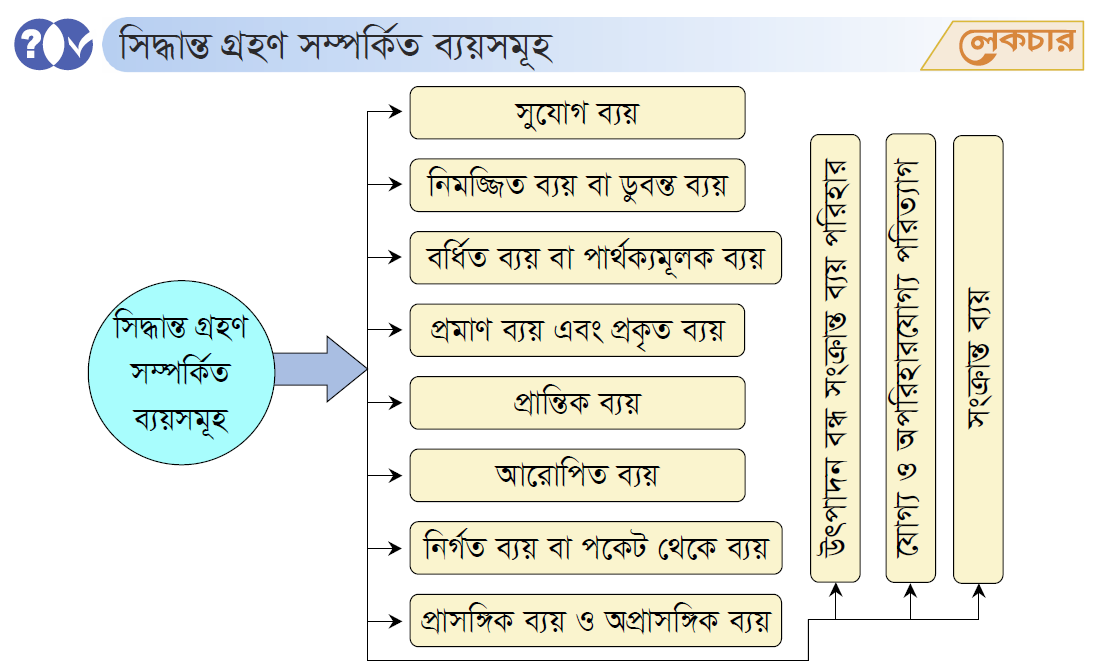 সিদ্ধান্ত গ্রহণ সম্পর্কিত ব্যয়সমূহ
লেকচার
সিদ্ধান্ত গ্রহণ
সম্পর্কিত
ব্যয়সমূহ
সুযোগ ব্যয়
নিমজ্জিত ব্যয় বা ডুবন্ত ব্যয়
বর্ধিত ব্যয় বা পার্থক্যমূলক ব্যয়
প্রমাণ ব্যয় এবং প্রকৃত ব্যয়
প্রান্তিক ব্যয়
আরোপিত ব্যয়
নির্গত ব্যয় বা পকেট থেকে ব্যয়
প্রাসঙ্গিক ব্যয় ও অপ্রাসঙ্গিক ব্যয়
উৎপাদন বন্ধ সংক্রান্ত ব্যয় পরিহার
যোগ্য ও অপরিহারযোগ্য পরিত্যাগ
সংক্রান্ত ব্যয়